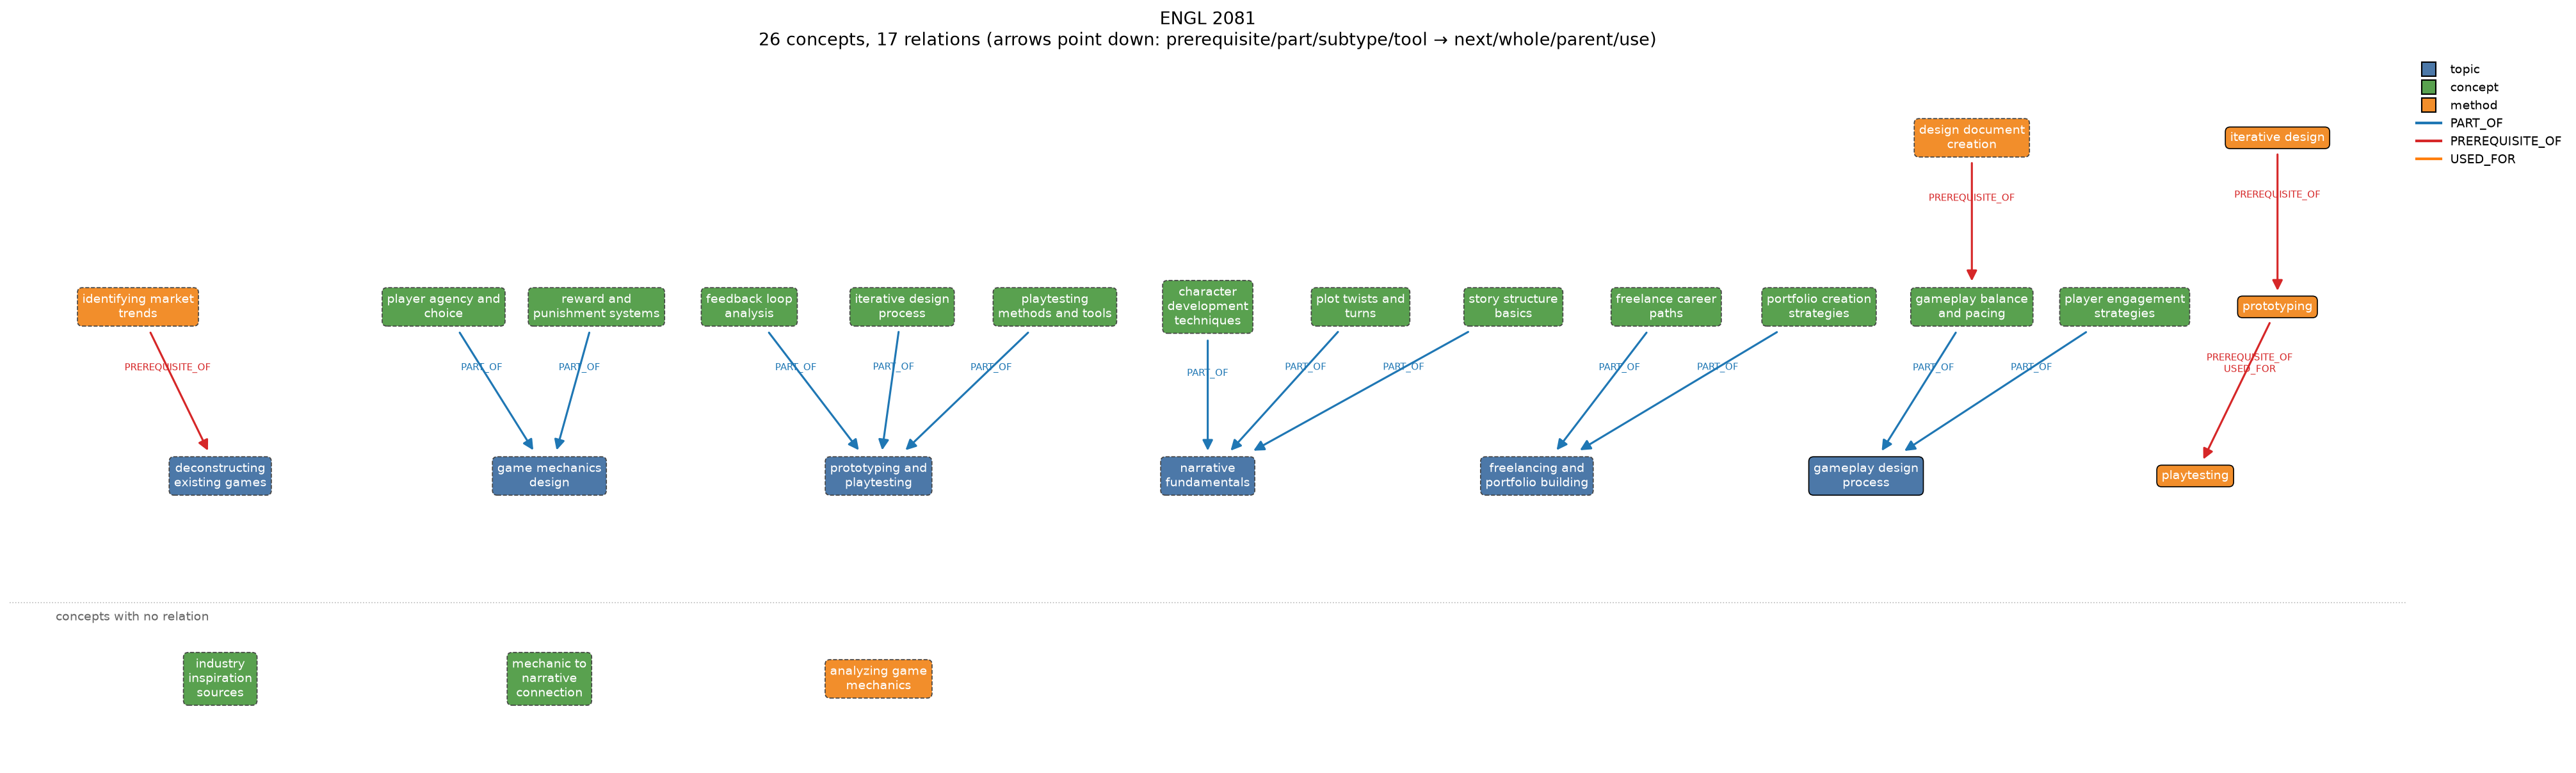 ENGL 2081
26 concepts, 17 relations (arrows point down: prerequisite/part/subtype/tool → next/whole/parent/use)
topic
concept
method
PART_OF
PREREQUISITE_OF
USED_FOR
design document
creation
iterative design
PREREQUISITE_OF
PREREQUISITE_OF
identifying market
trends
player agency and
choice
reward and
punishment systems
feedback loop
analysis
iterative design
process
playtesting
methods and tools
character
development
techniques
plot twists and
turns
story structure
basics
freelance career
paths
portfolio creation
strategies
gameplay balance
and pacing
player engagement
strategies
prototyping
PREREQUISITE_OF
PART_OF
PART_OF
PART_OF
PART_OF
PART_OF
PART_OF
PART_OF
PART_OF
PART_OF
PART_OF
PART_OF
PART_OF
PREREQUISITE_OF
USED_FOR
deconstructing
existing games
game mechanics
design
prototyping and
playtesting
narrative
fundamentals
freelancing and
portfolio building
gameplay design
process
playtesting
concepts with no relation
industry
inspiration
sources
mechanic to
narrative
connection
analyzing game
mechanics